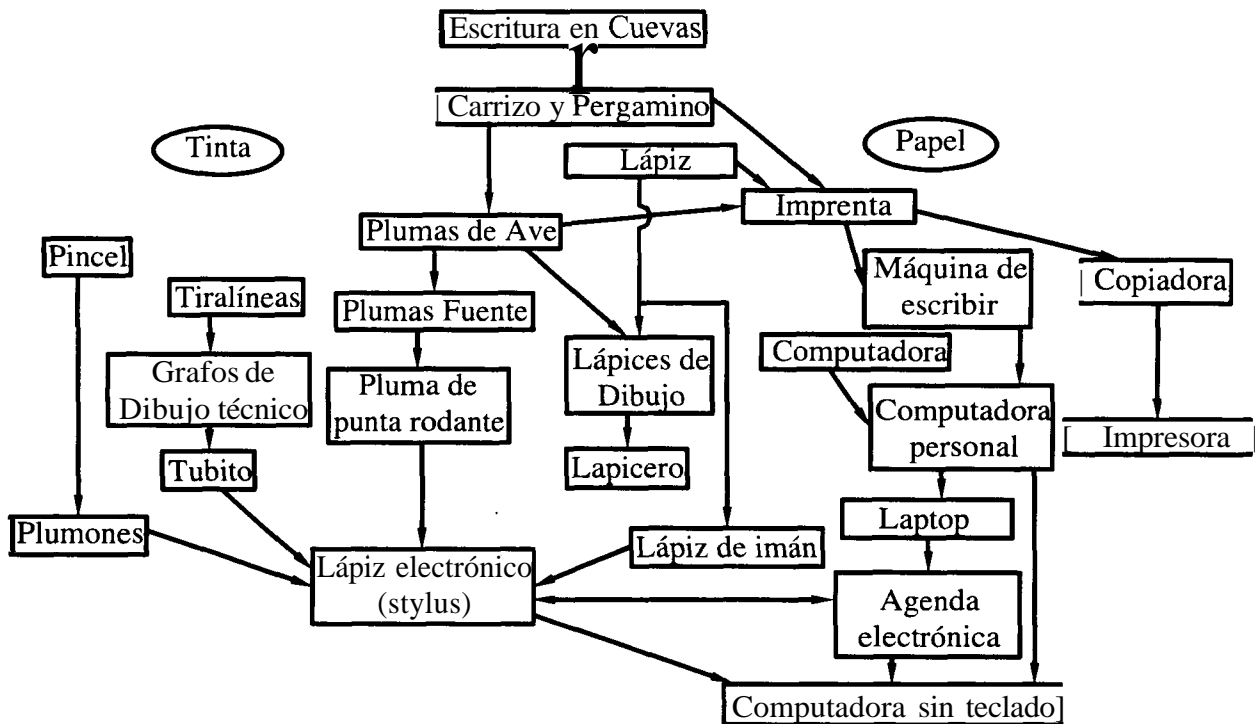 Escritura en Cuevas
Carrizo y Pergamino
Tinta
Lápiz
Papel
Imprenta
Plumas de Ave
Pincel
Máquina de
escribir
Copiadora
Tiralíneas
Plumas Fuente
Computadora
Grafos de
Dibujo técnico
Pluma de
punta rodante
Lápices de
Dibujo
Computadora
personal
Impresora
Tubito
Lapicero
Plumones
Laptop
Lápiz de imán
Lápiz electrónico
(stylus)
Agenda
electrónica
Computadora sin teclado